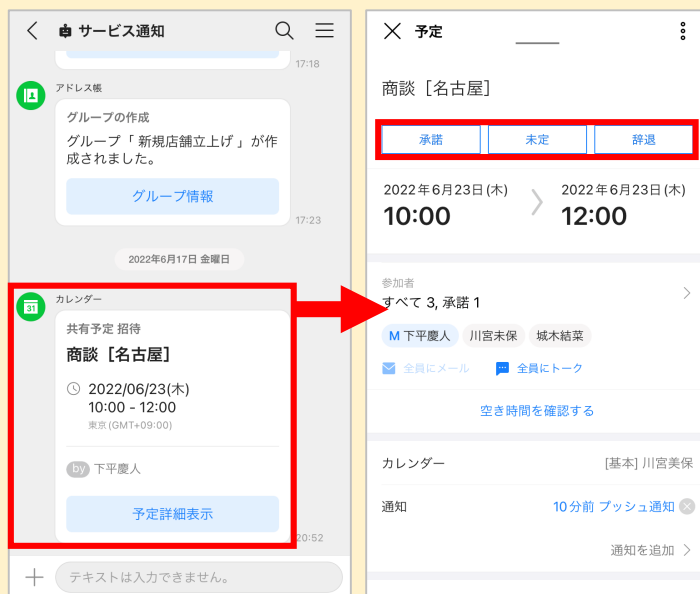 サービス通知
17:18
アドレス帳
グループの作成
グループ「 新規店舗立上げ 」が作
成されました。
グループ情報
17:23
2022年6月17日 金曜日
カレンダー
31
共有予定 招待
商談［名古屋］
2022/06/23(木)
10:00 - 12:00
東京(GMT+09:00)
by 下平慶人
予定詳細表示
20:52
テキストは入力できません。
予定
商談［名古屋］
承諾 未定 辞退
2022年6月23日(木) 2022年6月23日(木)
10:00 12:00
参加者
すべて 3, 承諾 1
M 下平慶人 川宮未保 城木結菜
全員にメール 全員にトーク
空き時間を確認する
カレンダー [基本] 川宮美保
通知 10分前 プッシュ通知
通知を追加